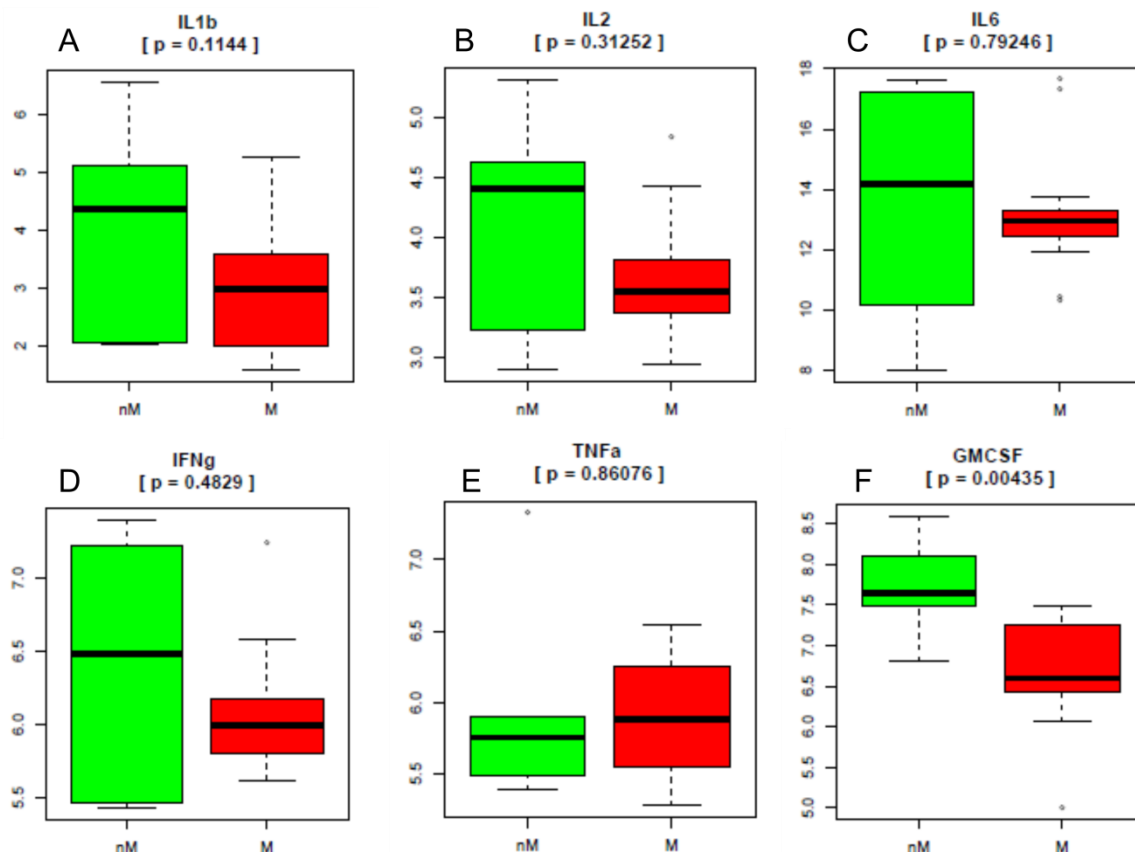 A
IL1b
[ p = 0.1144 ]
6
5
4
3
2
nM
M
B
IL2
[ p = 0.31252 ]
5.0
4.5
4.0
3.5
3.0
nM
M
C
IL6
[ p = 0.79246 ]
18
16
14
12
10
8
nM
M
D
IFNg
[ p = 0.4829 ]
7.0
6.5
6.0
5.5
nM
M
E
TNFa
[ p = 0.86076 ]
7.0
6.5
6.0
5.5
nM
M
F
GMCSF
[ p = 0.00435 ]
8.5
8.0
7.5
7.0
6.5
6.0
5.5
5.0
nM
M